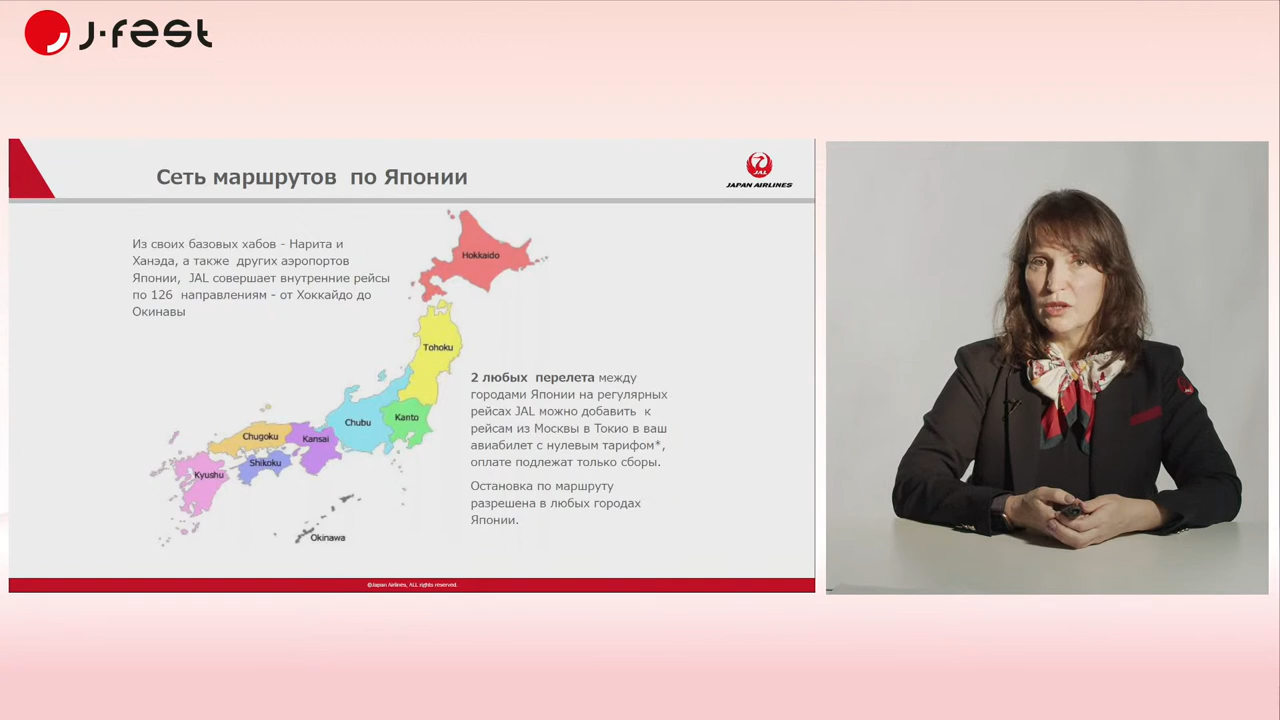 J-fest
Сеть маршрутов по Японии
JAL
JAPAN AIRLINES
Из своих базовых хабов - Нарита и
Ханэда, а также других аэропортов
Японии, JAL совершает внутренние рейсы
по 126 направлениям - от Хоккайдо до
Окинавы
Hokkaido
Tohoku
Kanto
Chubu
Kansai
Chugoku
Shikoku
Kyushu
Okinawa
2 любых перелета между
городами Японии на регулярных
рейсах JAL можно добавить к
рейсам из Москвы в Токио в ваш
авиабилет с нулевым тарифом*,
оплате подлежат только сборы.
Остановка по маршруту
разрешена в любых городах
Японии.
©Japan Airlines, ALL rights reserved.